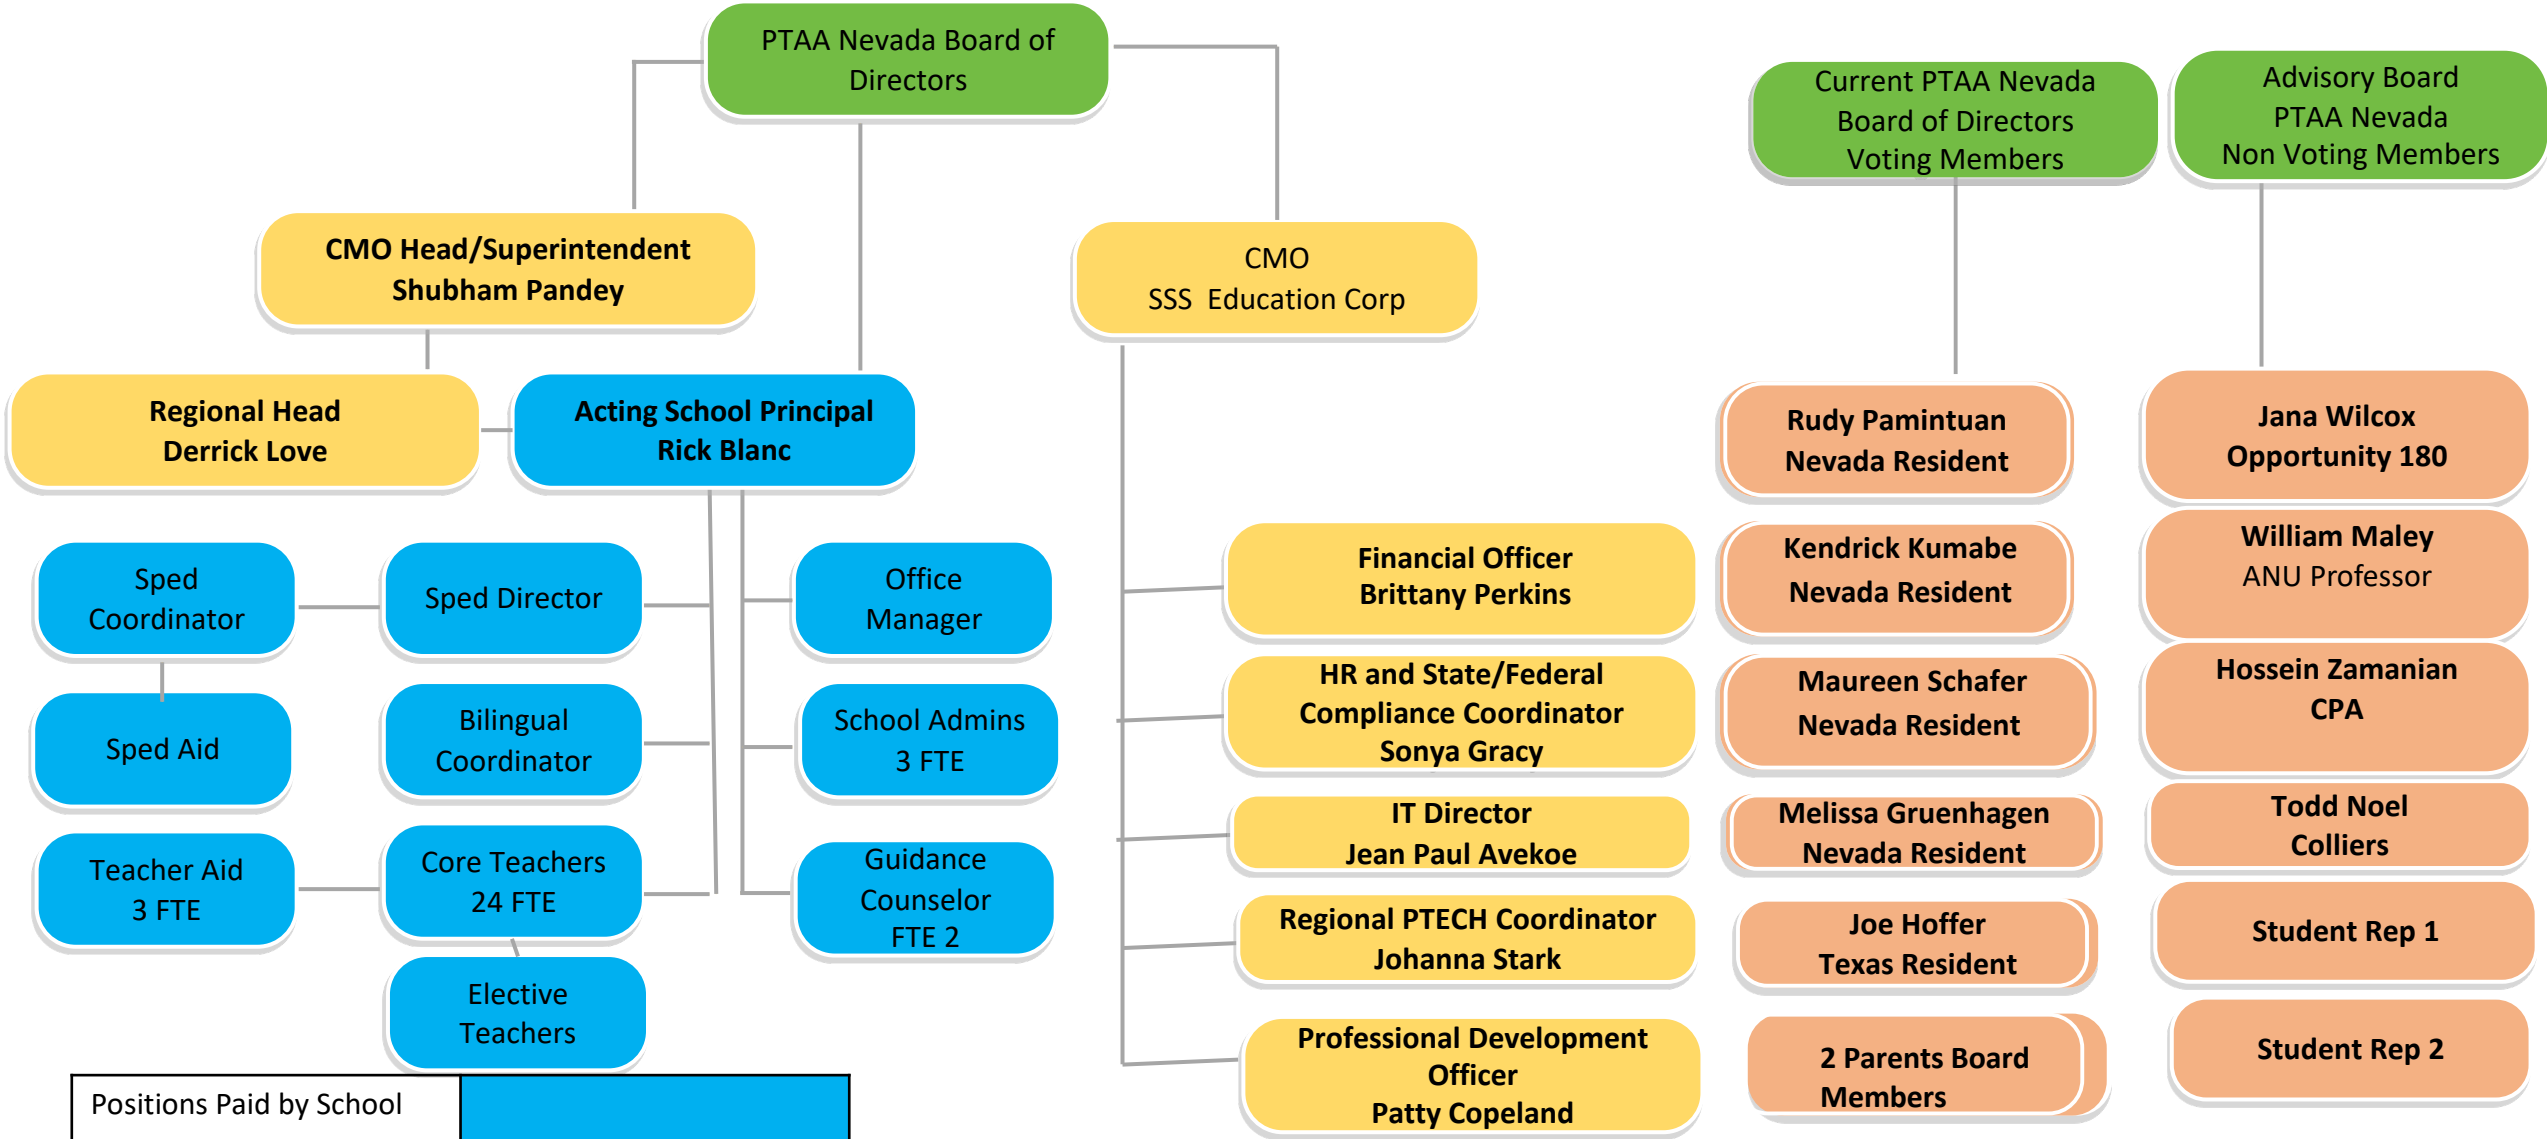 PTAA Nevada Board of
Directors
Current PTAA Nevada
Board of Directors
Voting Members
Advisory Board
PTAA Nevada
Non Voting Members
CMO Head/Superintendent
Shubham Pandey
CMO
SSS Education Corp
Regional Head
Derrick Love
Acting School Principal
Rick Blanc
Sped
Coordinator
Sped Director
Office
Manager
Sped Aid
Bilingual
Coordinator
School Admins
3 FTE
Teacher Aid
3 FTE
Core Teachers
24 FTE
Guidance
Counselor
FTE 2
Elective
Teachers
Financial Officer
Brittany Perkins
HR and State/Federal
Compliance Coordinator
Sonya Gracy
IT Director
Jean Paul Avekoe
Regional PTECH Coordinator
Johanna Stark
Professional Development
Officer
Patty Copeland
Rudy Pamintuan
Nevada Resident
Kendrick Kumabe
Nevada Resident
Maureen Schafer
Nevada Resident
Melissa Gruenhagen
Nevada Resident
Joe Hoffer
Texas Resident
2 Parents Board
Members
Jana Wilcox
Opportunity 180
William Maley
ANU Professor
Hossein Zamanian
CPA
Todd Noel
Colliers
Student Rep 1
Student Rep 2
Positions Paid by School